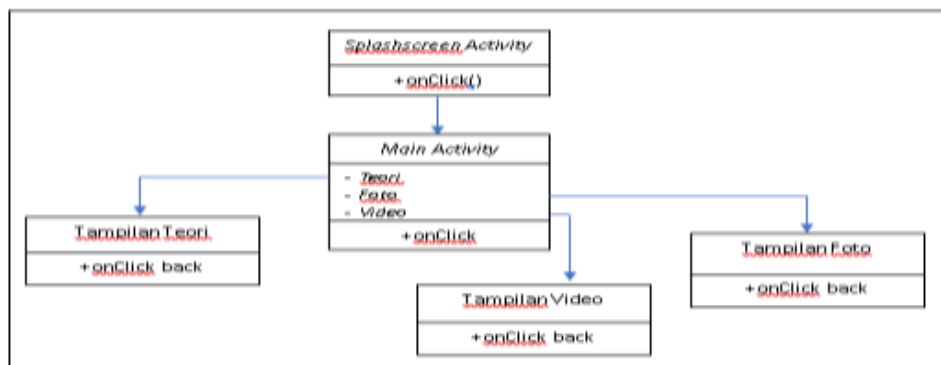 Splashscreen Activity
+onClick()
Main Activity
- Teori
- Foto
- Video
+onClick
Tampilan Teori
+onClick back
Tampilan Video
+onClick back
Tampilan Foto
+onClick back